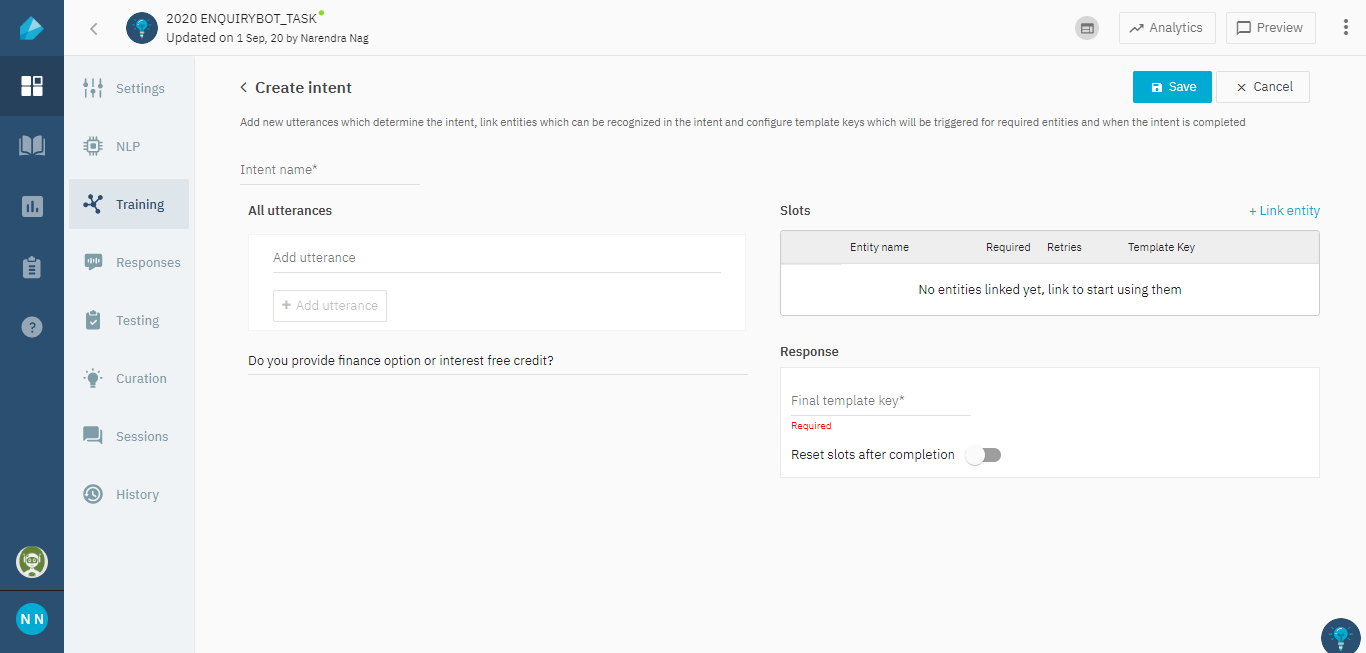 2020 ENQUIRYBOT_TASK
Updated on 1 Sep, 20 by Narendra Nag
Analytics
Preview
Settings
NLP
Training
Responses
Testing
Curation
Sessions
History
N N
Create intent
Save
Cancel
Add new utterances which determine the intent, link entities which can be recognized in the intent and configure template keys which will be triggered for required entities and when the intent is completed
Intent name*
All utterances
Add utterance
+ Add utterance
Do you provide finance option or interest free credit?
Slots
+ Link entity
Entity name Required Retries Template Key
No entities linked yet, link to start using them
Response
Final template key*
Required
Reset slots after completion